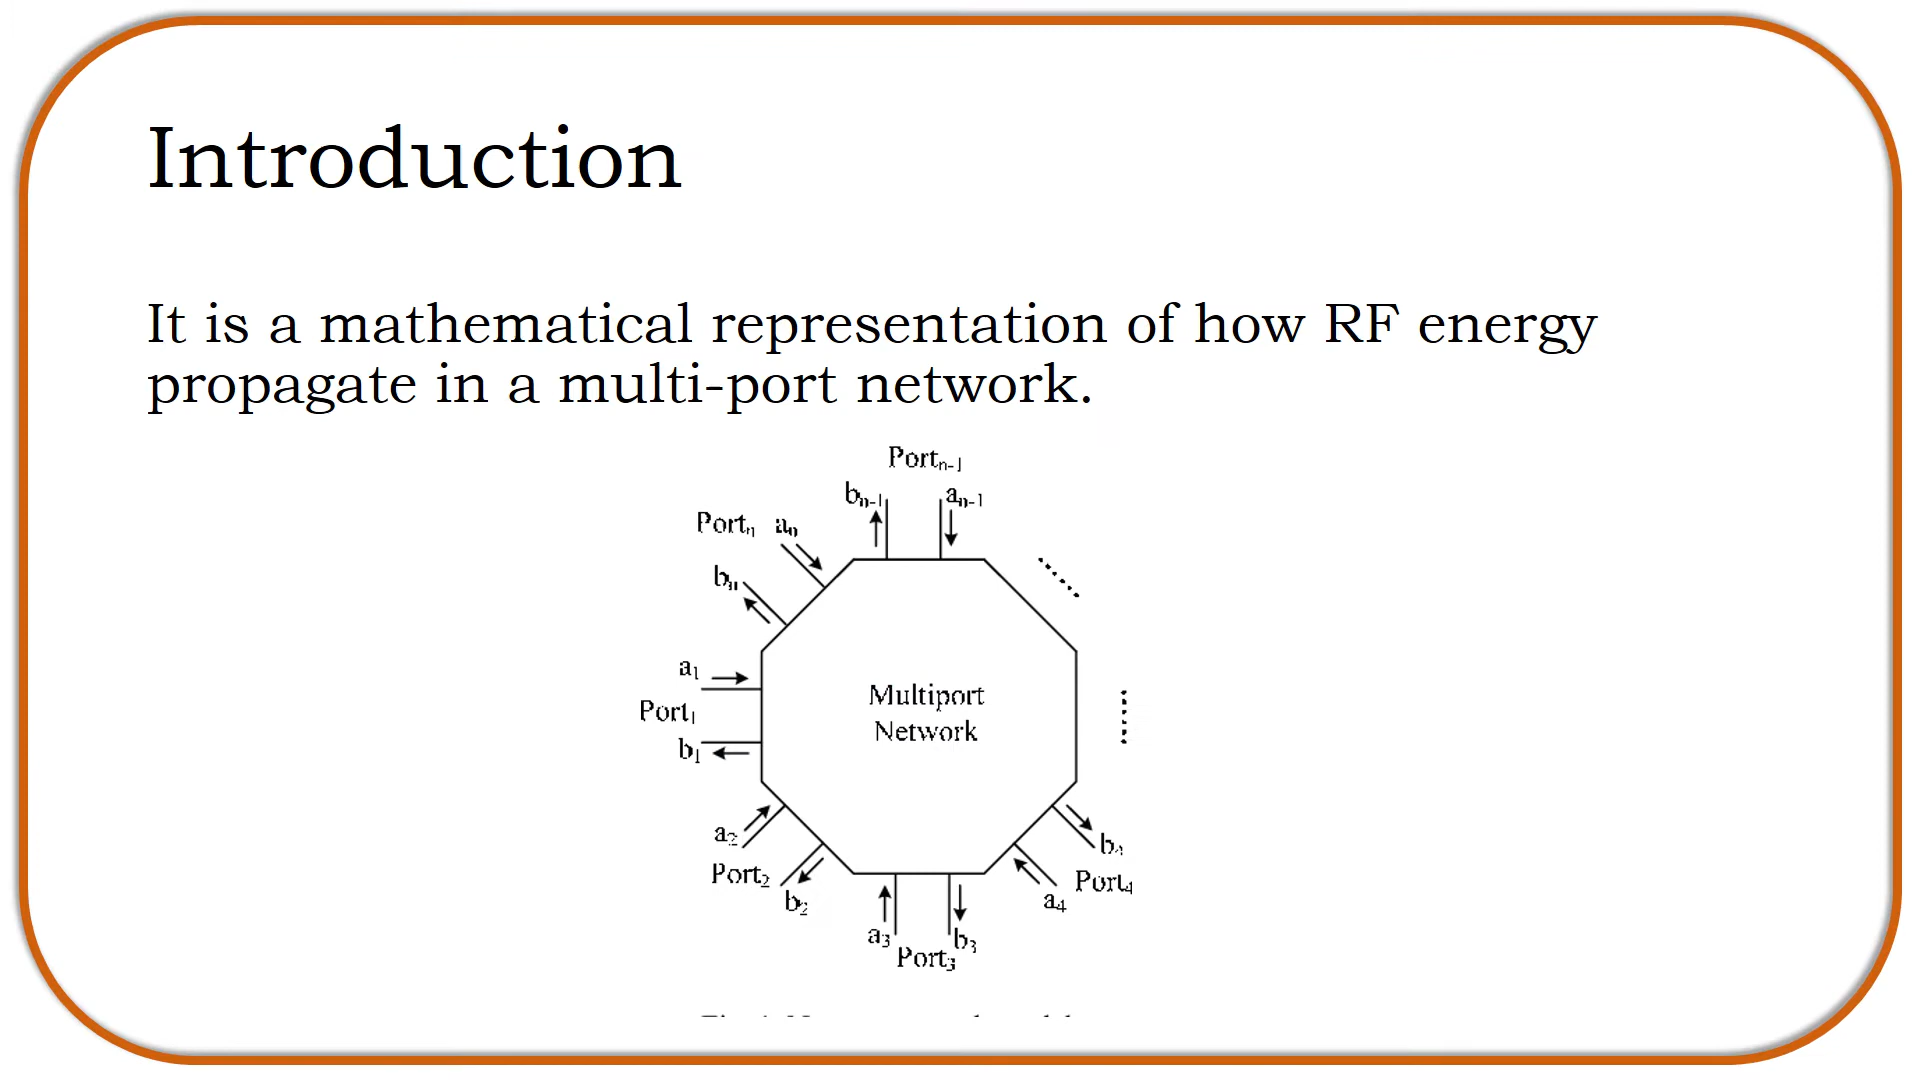 Introduction
It is a mathematical representation of how RF energy
propagate in a multi-port network.
Portn-1
bn-1 an-1
Portn an
bn
a1
Port1
b1
Multiport
Network
a2
Port2
b2
a3
b3
Port3
b4
Port4
a4